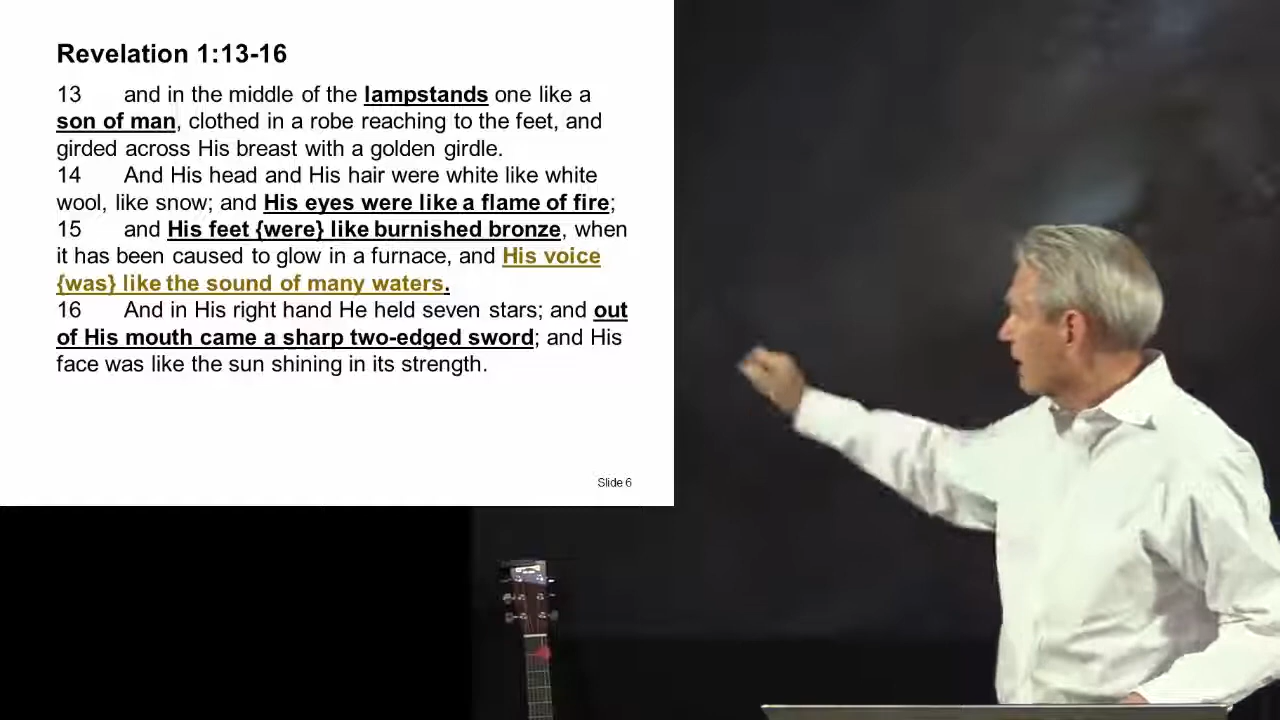 Revelation 1:13-16
13 and in the middle of the lampstands one like a
son of man, clothed in a robe reaching to the feet, and
girded across His breast with a golden girdle.
14 And His head and His hair were white like white
wool, like snow; and His eyes were like a flame of fire;
15 and His feet {were} like burnished bronze, when
it has been caused to glow in a furnace, and His voice
{was} like the sound of many waters.
16 And in His right hand He held seven stars; and out
of His mouth came a sharp two-edged sword; and His
face was like the sun shining in its strength.
Slide 6